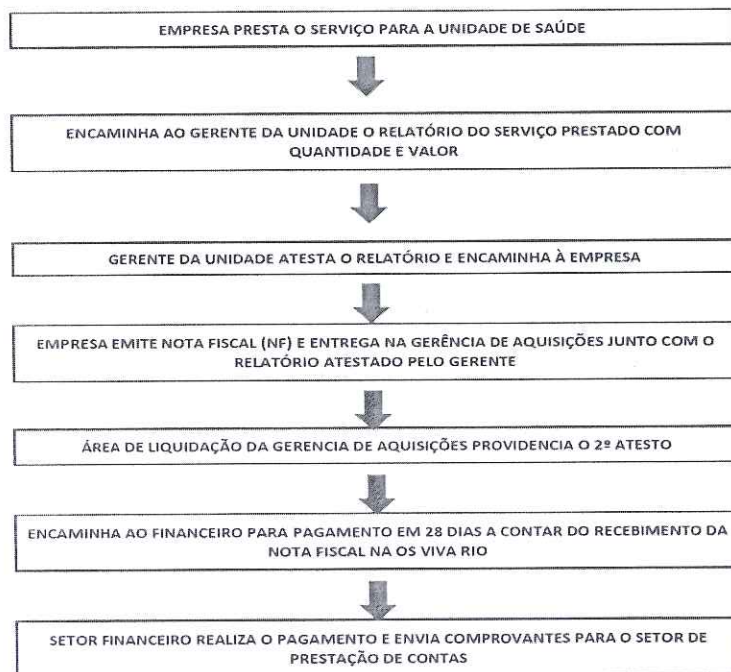 EMPRESA PRESTA O SERVIÇO PARA A UNIDADE DE SAÚDE
ENCAMINHA AO GERENTE DA UNIDADE O RELATÓRIO DO SERVIÇO PRESTADO COM
QUANTIDADE E VALOR
GERENTE DA UNIDADE ATESTA O RELATÓRIO E ENCAMINHA À EMPRESA
EMPRESA EMITE NOTA FISCAL (NF) E ENTREGA NA GERÊNCIA DE AQUISIÇÕES JUNTO COM O
RELATÓRIO ATESTADO PELO GERENTE
ÁREA DE LIQUIDAÇÃO DA GERENCIA DE AQUISIÇÕES PROVIDENCIA O 2º ATESTO
ENCAMINHA AO FINANCEIRO PARA PAGAMENTO EM 28 DIAS A CONTAR DO RECEBIMENTO DA
NOTA FISCAL NA OS VIVA RIO
SETOR FINANCEIRO REALIZA O PAGAMENTO E ENVIA COMPROVANTES PARA O SETOR DE
PRESTAÇÃO DE CONTAS